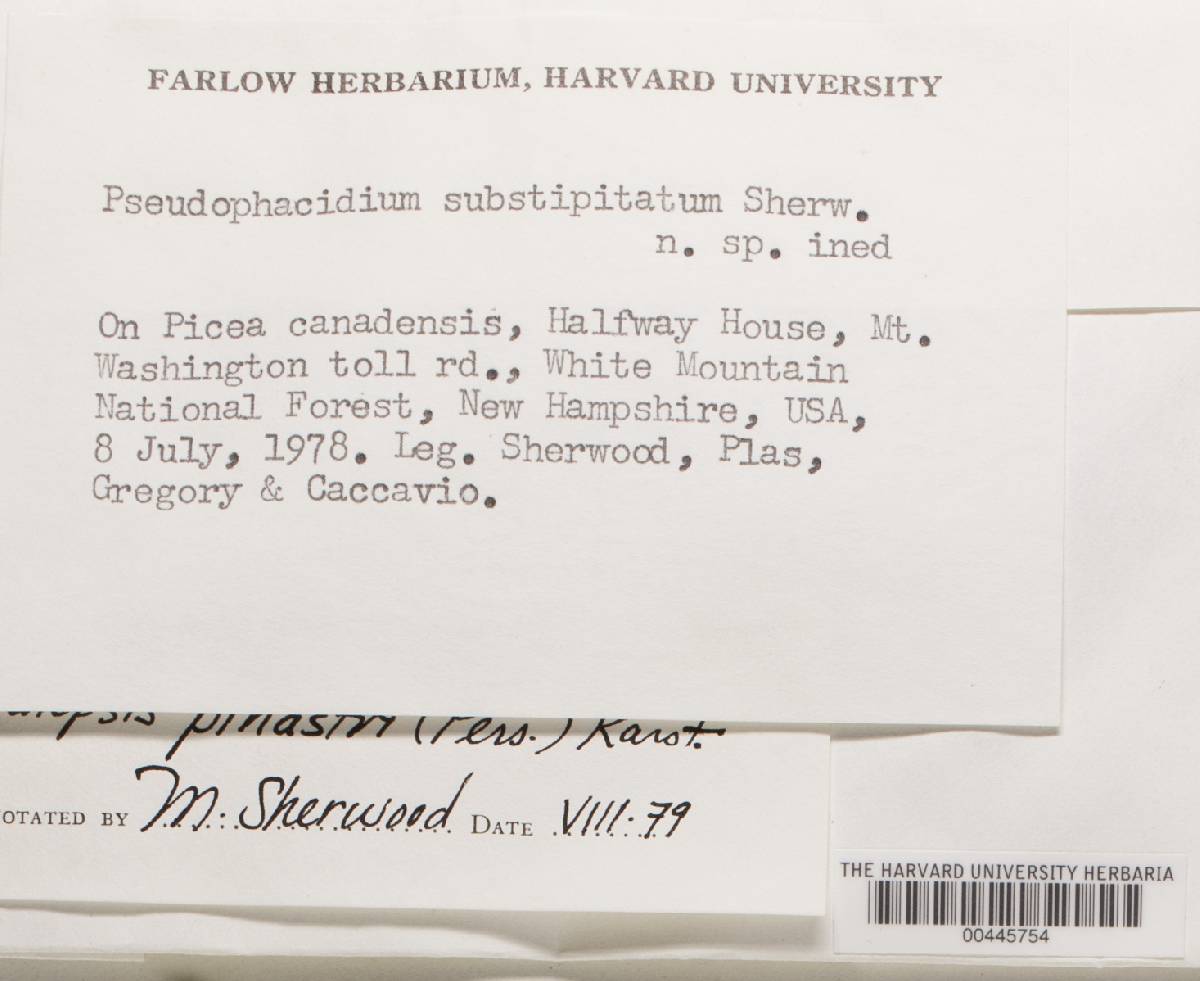 FARLOW HERBARIUM, HARVARD UNIVERSITY
Pseudophacidium substipitatum Sherw.
n. sp. ined
On Picea canadensis, Halfway House, Mt.
Washington toll rd., White Mountain
National Forest, New Hampshire, USA,
8 July, 1978. Leg. Sherwood, Plas,
Gregory & Caccavio.
pinastri (Pers.) Karst.
OTATED BY M. Sherwood DATE VIII.79
THE HARVARD UNIVERSITY HERBARIA
00445754